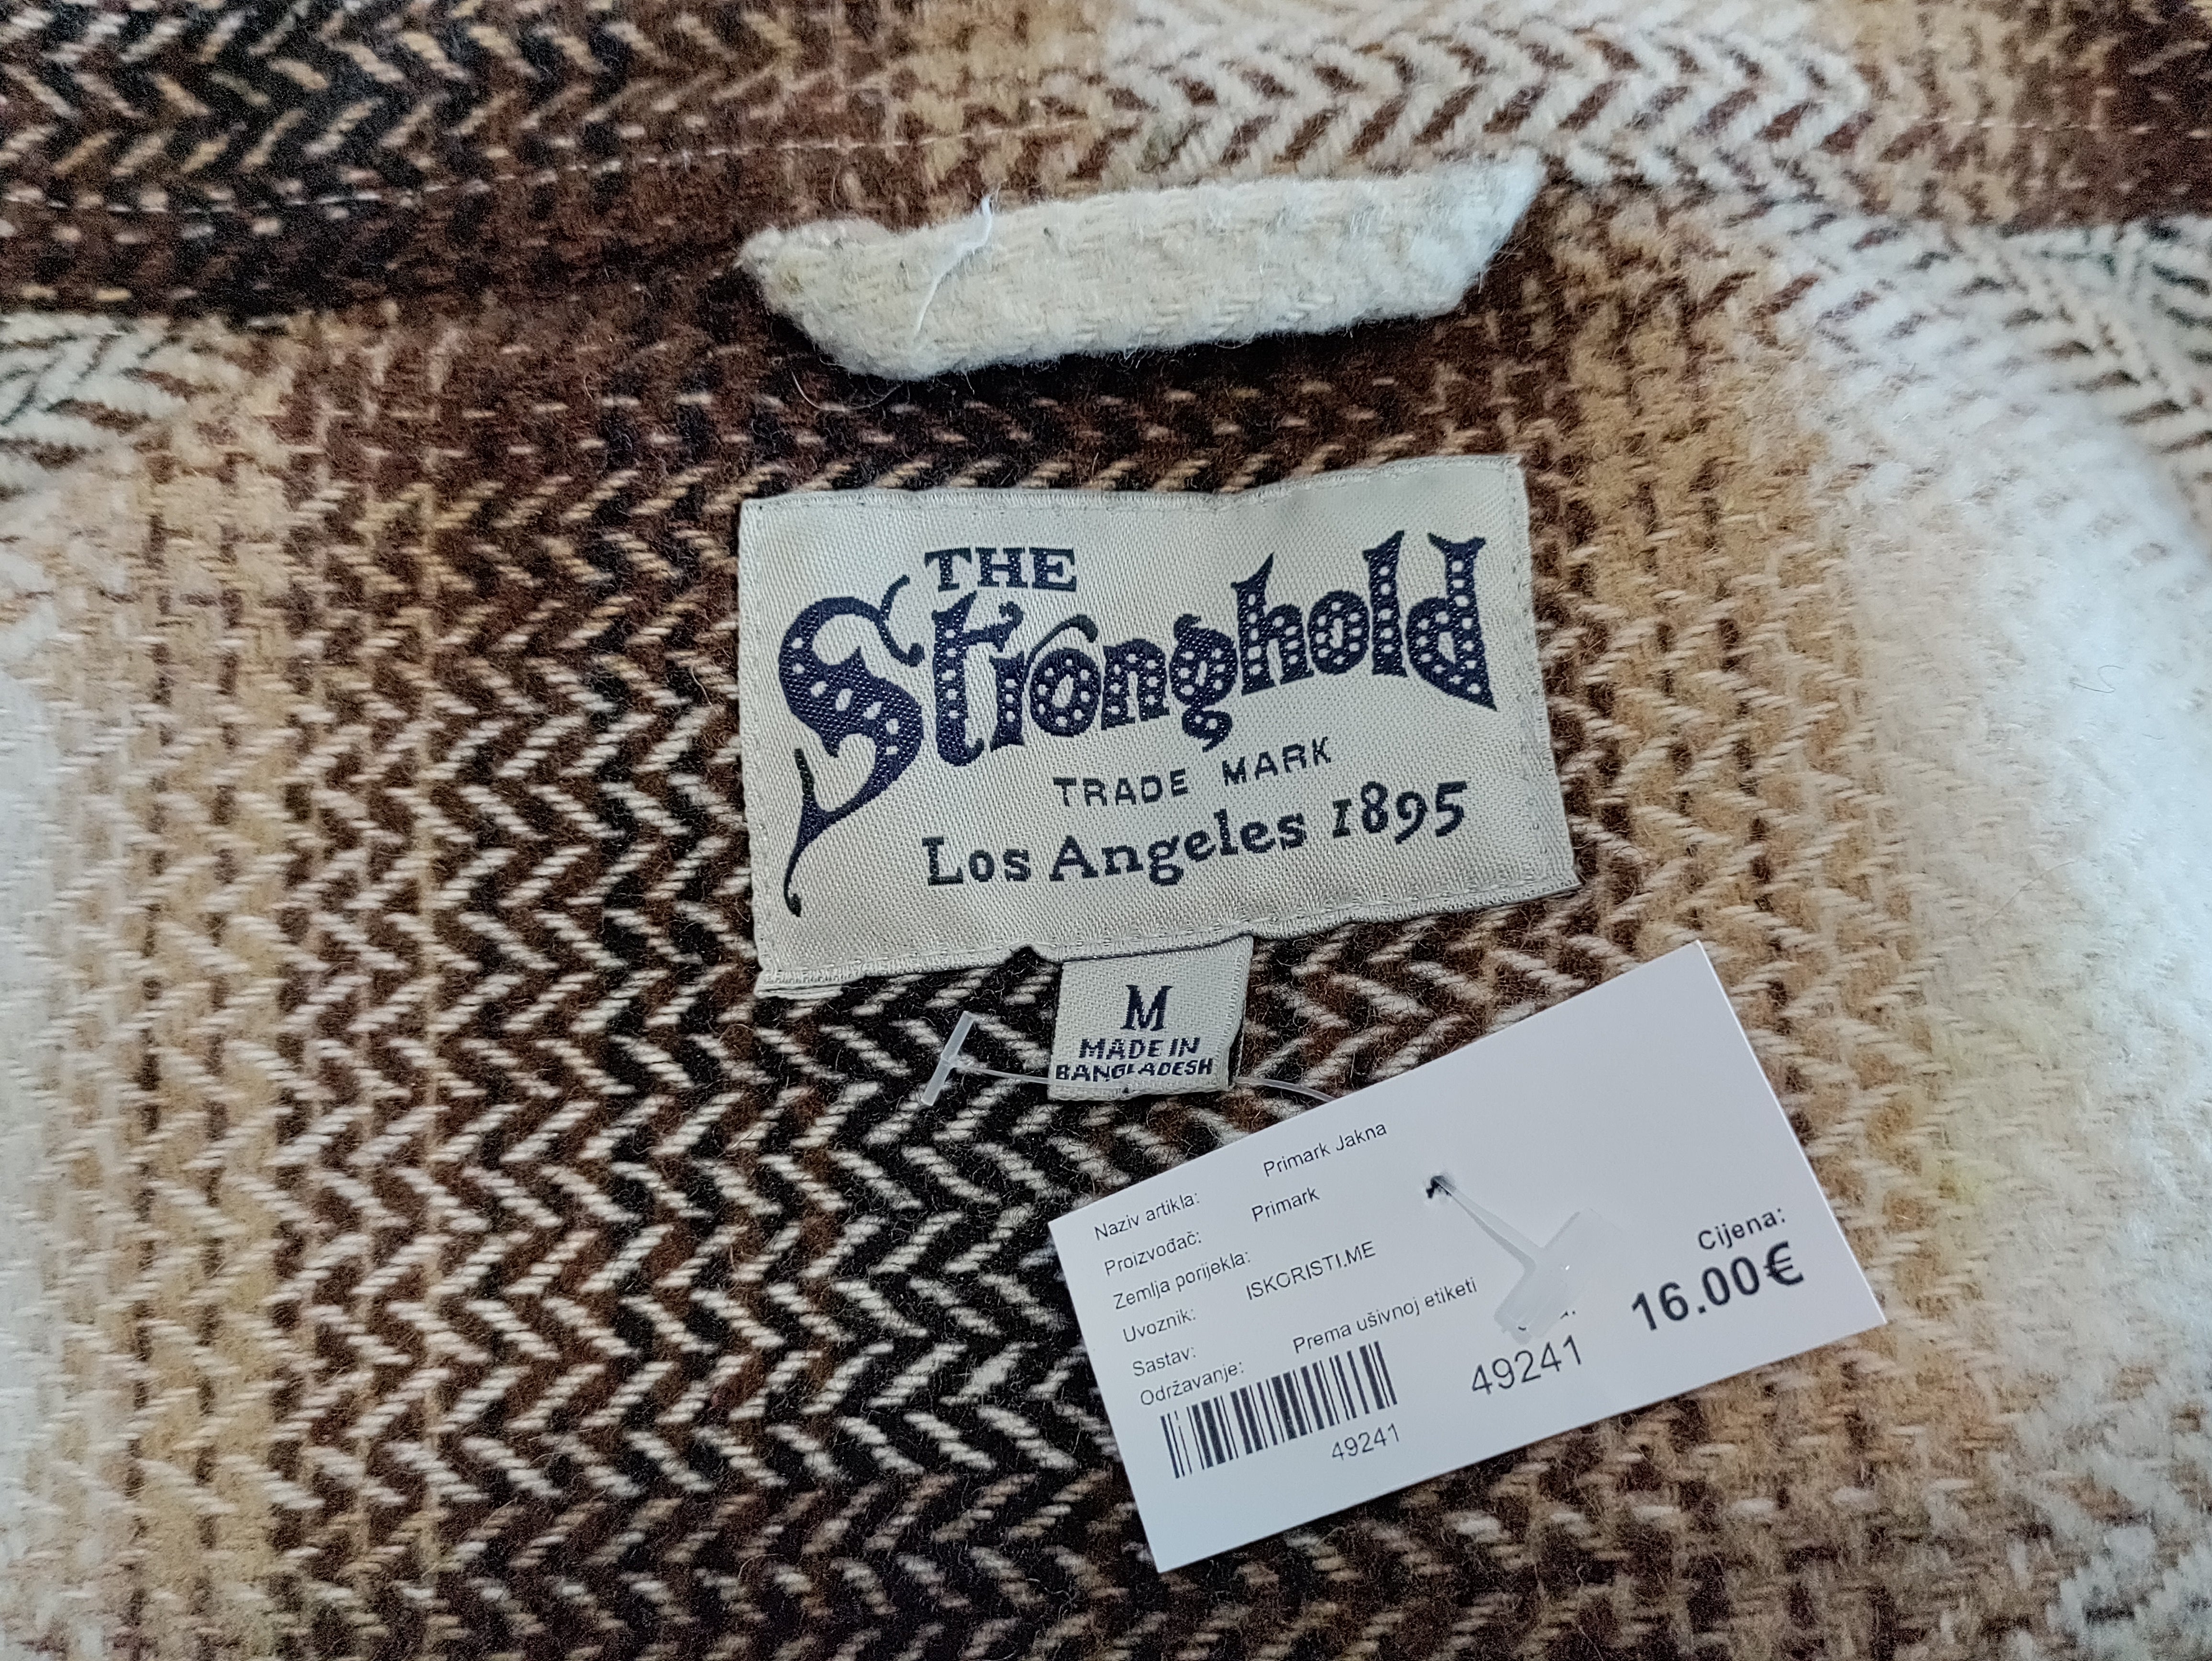 THE
Stronghold
TRADE MARK
Los Angeles 1895
M
MADE IN
BANGLADESH
Naziv artikla: Primark Jakna
Proizvođač: Primark
Zemlja porijekla:
Uvoznik: ISKORISTI.ME
Sastav:
Održavanje: Prema ušivnoj etiketi
49241
49241
Cijena:
16.00€